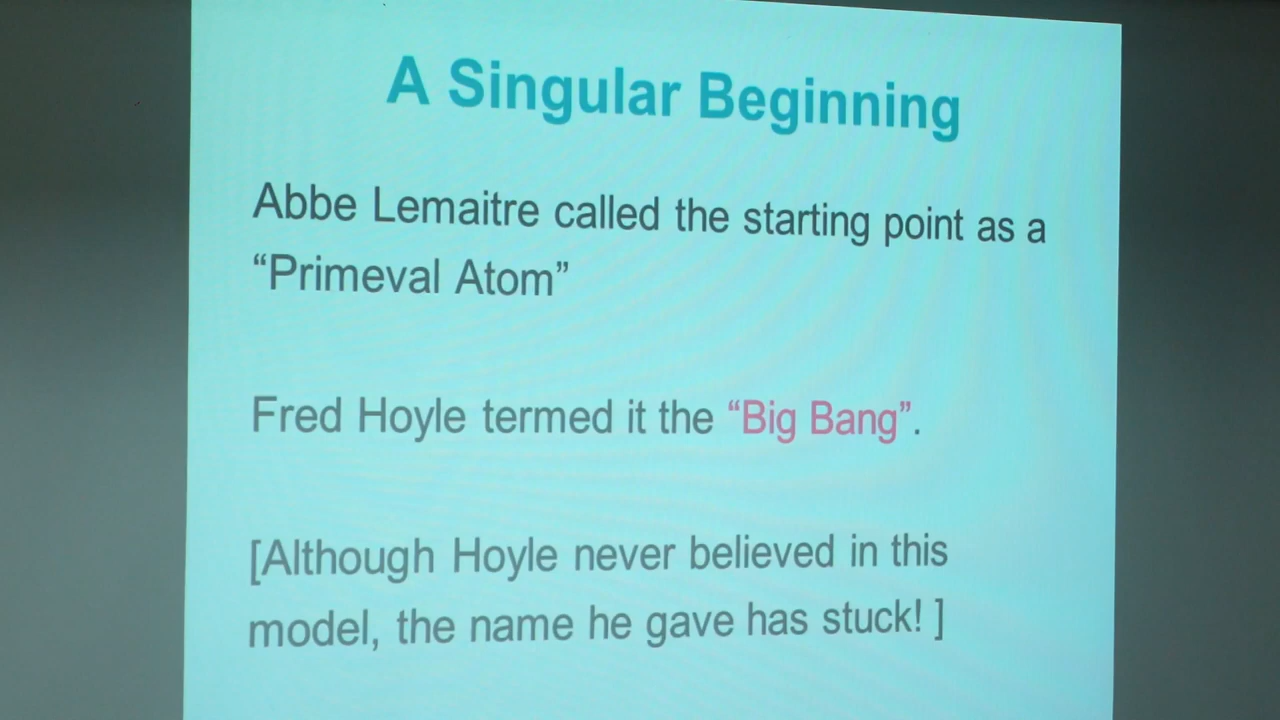 A Singular Beginning
Abbe Lemaitre called the starting point as a
“Primeval Atom”
Fred Hoyle termed it the “Big Bang”.
[Although Hoyle never believed in this
model, the name he gave has stuck! ]